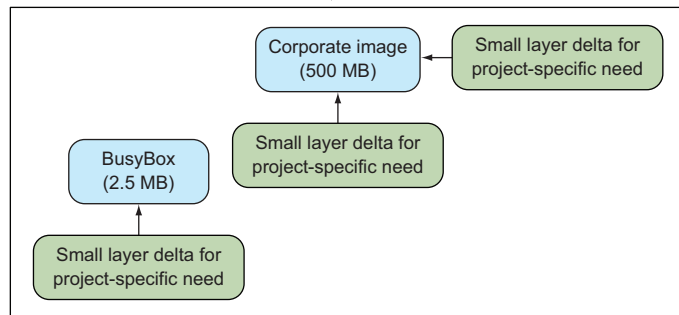 Corporate image
(500 MB)
Small layer delta for
project-specific need
Small layer delta for
project-specific need
BusyBox
(2.5 MB)
Small layer delta for
project-specific need